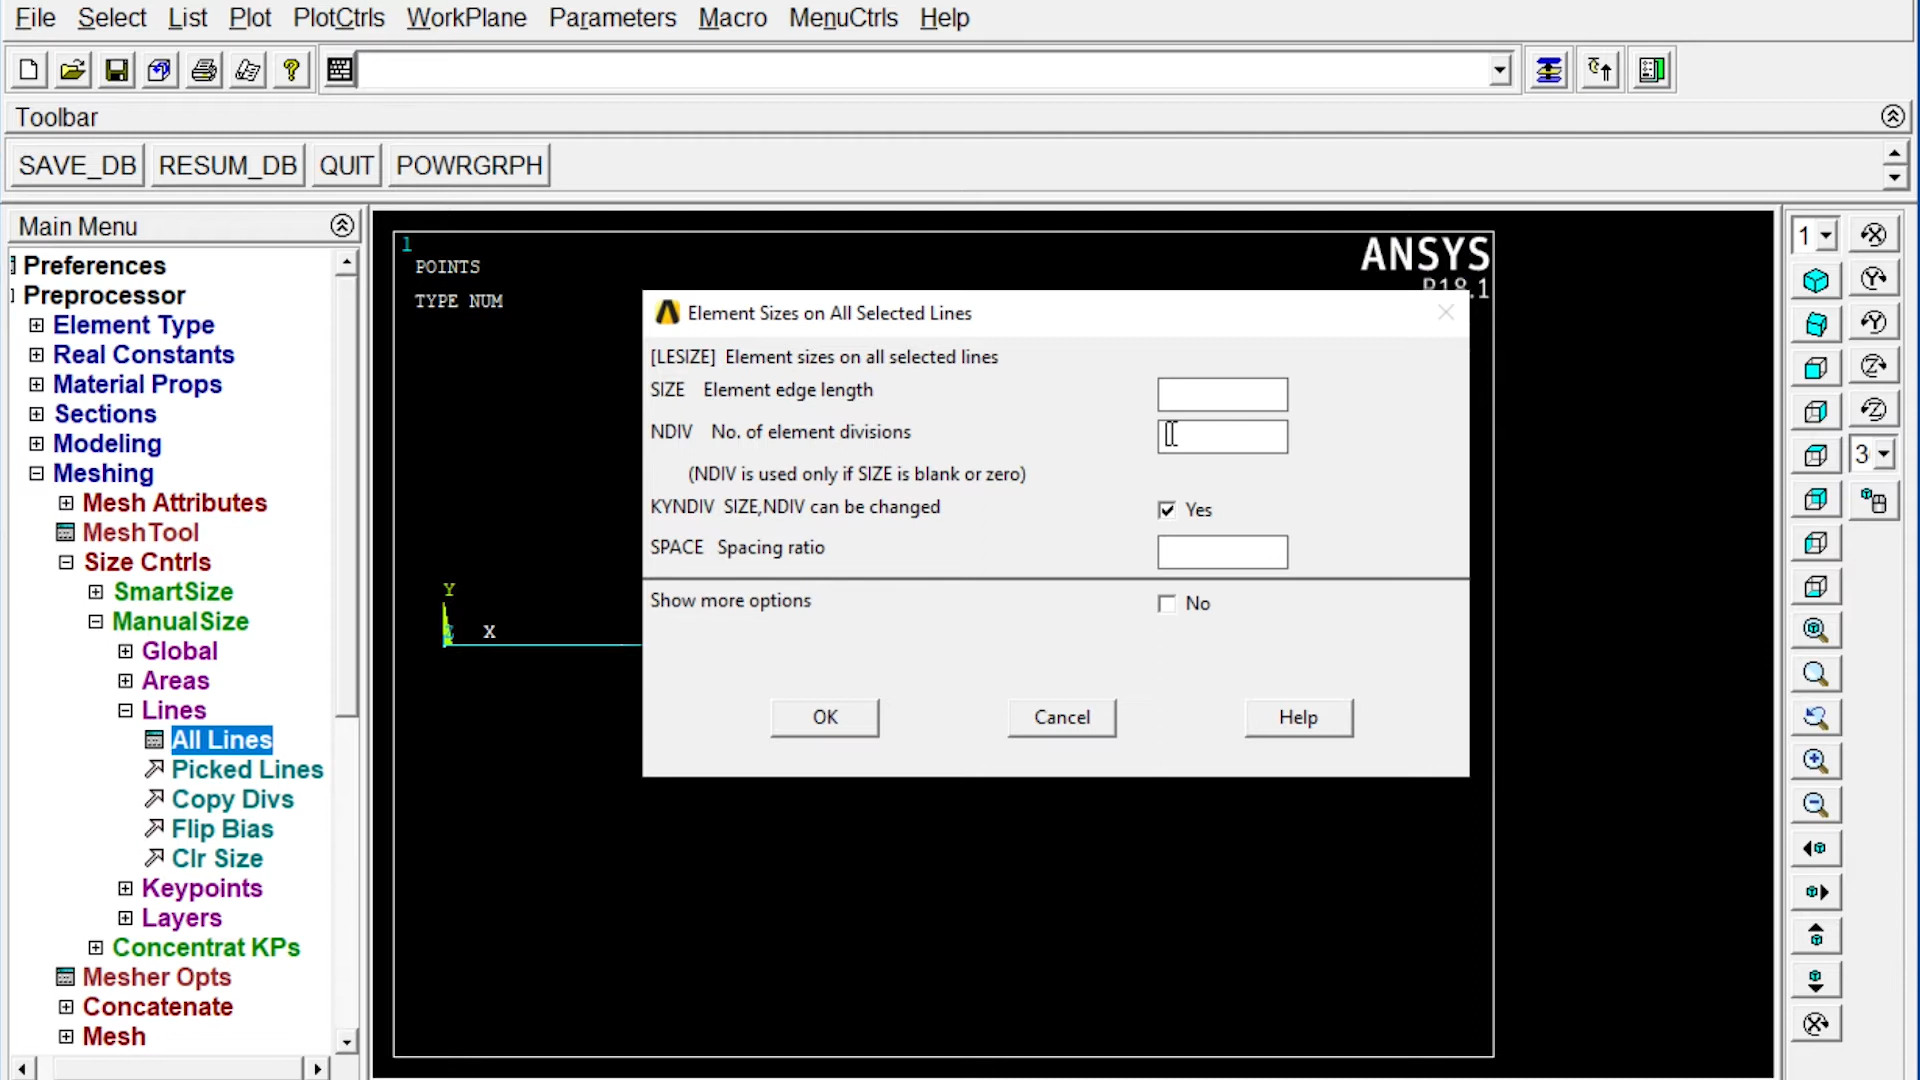 File Select List Plot PlotCtrls WorkPlane Parameters Macro MenuCtrls Help
Toolbar
SAVE_DB RESUM_DB QUIT POWRGRPH
Main Menu
Preferences
Preprocessor
Element Type
Real Constants
Material Props
Sections
Modeling
Meshing
Mesh Attributes
MeshTool
Size Cntrls
SmartSize
ManualSize
Global
Areas
Lines
All Lines
Picked Lines
Copy Divs
Flip Bias
Clr Size
Keypoints
Layers
Concentrat KPs
Mesher Opts
Concatenate
Mesh
1
POINTS
TYPE NUM
ANSYS
R18.1
Y
X
Element Sizes on All Selected Lines
[LESIZE] Element sizes on all selected lines
SIZE Element edge length
NDIV No. of element divisions
(NDIV is used only if SIZE is blank or zero)
KYNDIV SIZE,NDIV can be changed Yes
SPACE Spacing ratio
Show more options No
OK Cancel Help
1
3